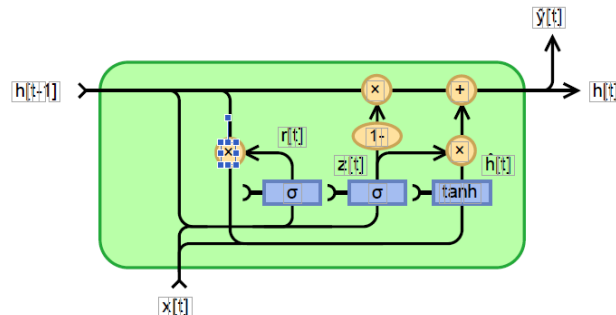 ŷ[t]
h[t-1]
×
+
h[t]
r[t]
1-
×
z[t]
×
ĥ[t]
σ
σ
tanh
x[t]